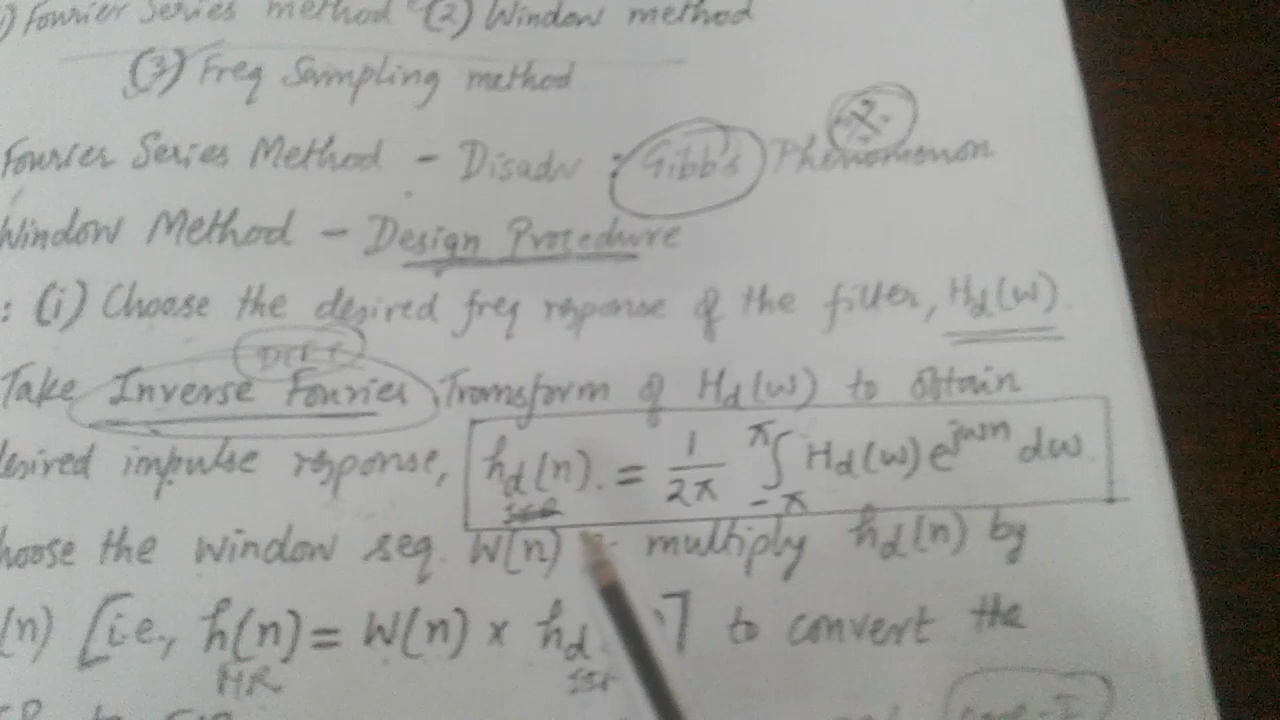 Fourier Series method (2) Window method
(3) Freq Sampling method
Fourier Series Method - Disadv : Gibb's Phenomonon
Window Method - Design Procedure
: (i) Choose the desired freq response of the filter, Hd(w).
Take Inverse Fourier Transform of Hd(w) to obtain
desired impulse response, hd(n) = 1/2π π∫-π Hd(w) e^jwn dw.
hoose the window seq. W(n) multiply hd(n) by
(n) [i.e., h(n) = W(n) x hd ] to convert the